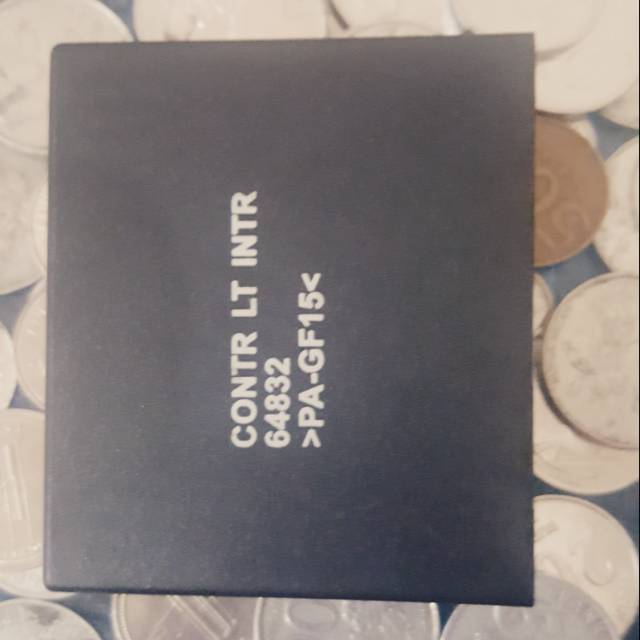 CONTR LT INTR
64832
>PA-GF15<